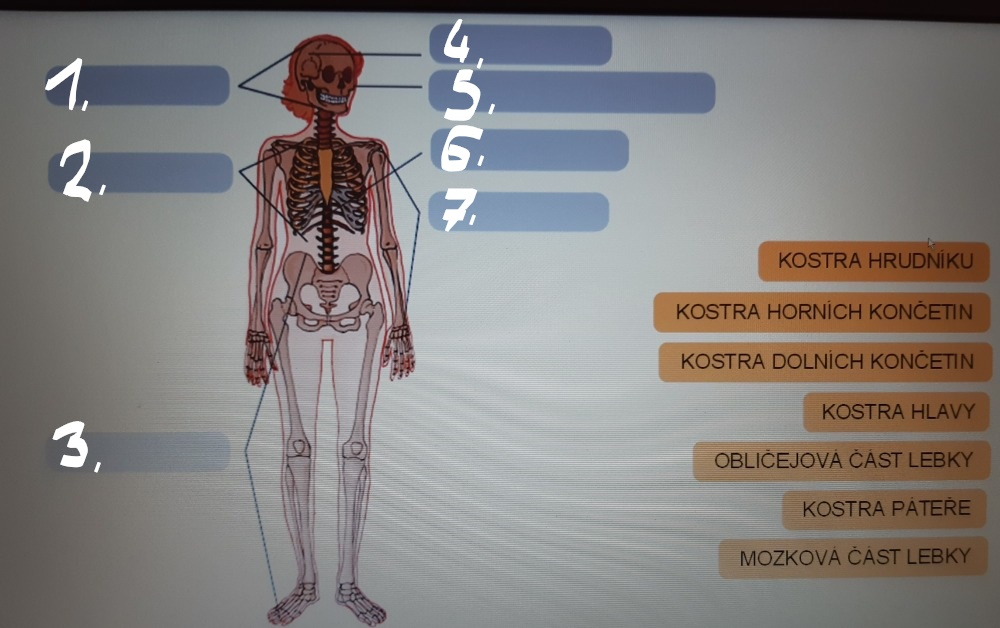 4.
1.
5.
6.
2.
7.
KOSTRA HRUDNÍKU
KOSTRA HORNÍCH KONČETIN
KOSTRA DOLNÍCH KONČETIN
KOSTRA HLAVY
3.
OBLIČEJOVÁ ČÁST LEBKY
KOSTRA PÁTEŘE
MOZKOVÁ ČÁST LEBKY